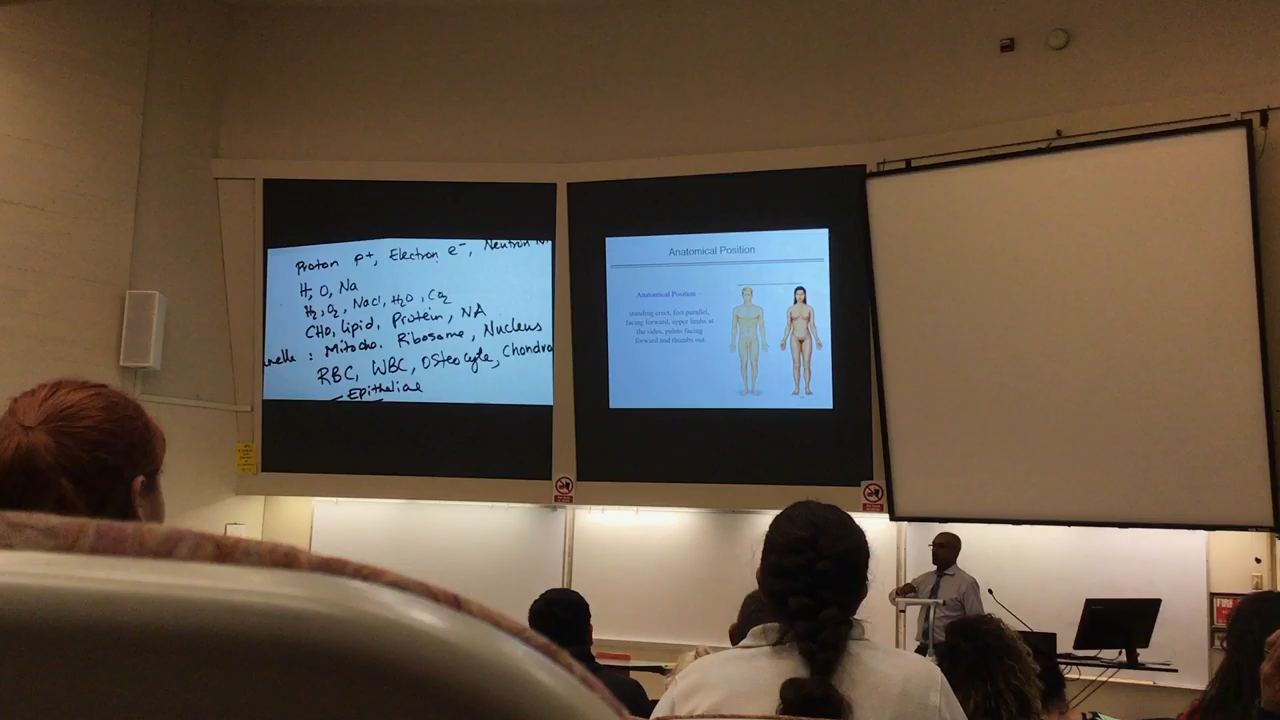 Proton p+, Electron e-, Neutron
H, O, Na
H2, O2, Nacl, H2O, CO2
CHO, lipid, Protein, NA
nelle : Mitocho. Ribosome, Nucleus
RBC, WBC, Osteocyte, Chondro
- Epithelial
Anatomical Position
Anatomical Position
standing erect, feet parallel,
facing forward, upper limbs at
the sides, palms facing
forward and thumbs out
FIRE